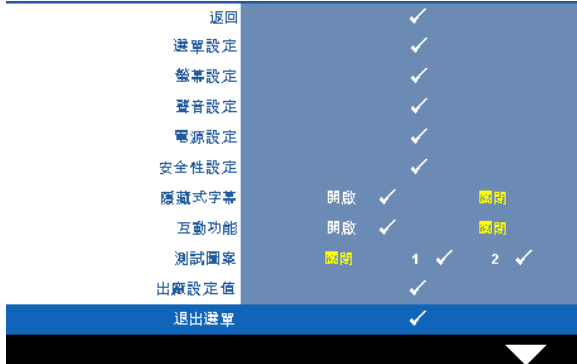 返回 ✓
選單設定 ✓
螢幕設定 ✓
聲音設定 ✓
電源設定 ✓
安全性設定 ✓
隱藏式字幕 開啟 ✓ 關閉
互動功能 開啟 ✓ 關閉
測試圖案 關閉 1 ✓ 2 ✓
出廠設定值 ✓
退出選單 ✓